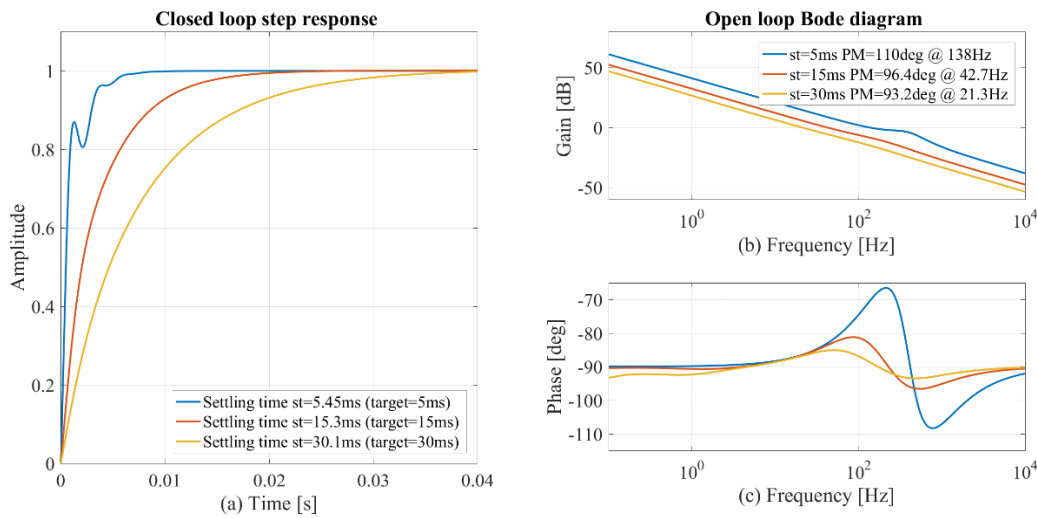 Closed loop step response
Amplitude
1
0.8
0.6
0.4
0.2
0
0
0.01
0.02
0.03
0.04
Settling time st=5.45ms (target=5ms)
Settling time st=15.3ms (target=15ms)
Settling time st=30.1ms (target=30ms)
(a) Time [s]
Open loop Bode diagram
Gain [dB]
50
0
-50
st=5ms PM=110deg @ 138Hz
st=15ms PM=96.4deg @ 42.7Hz
st=30ms PM=93.2deg @ 21.3Hz
10^0
10^2
10^4
(b) Frequency [Hz]
Phase [deg]
-70
-80
-90
-100
-110
10^0
10^2
10^4
(c) Frequency [Hz]